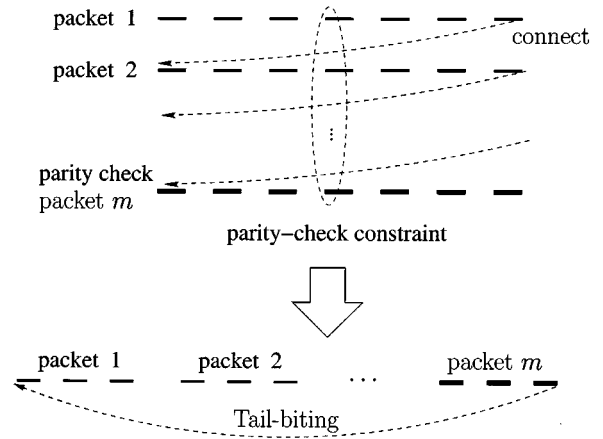 packet 1
connect
packet 2
parity check
packet m
parity−check constraint
packet 1 packet 2 packet m
Tail-biting